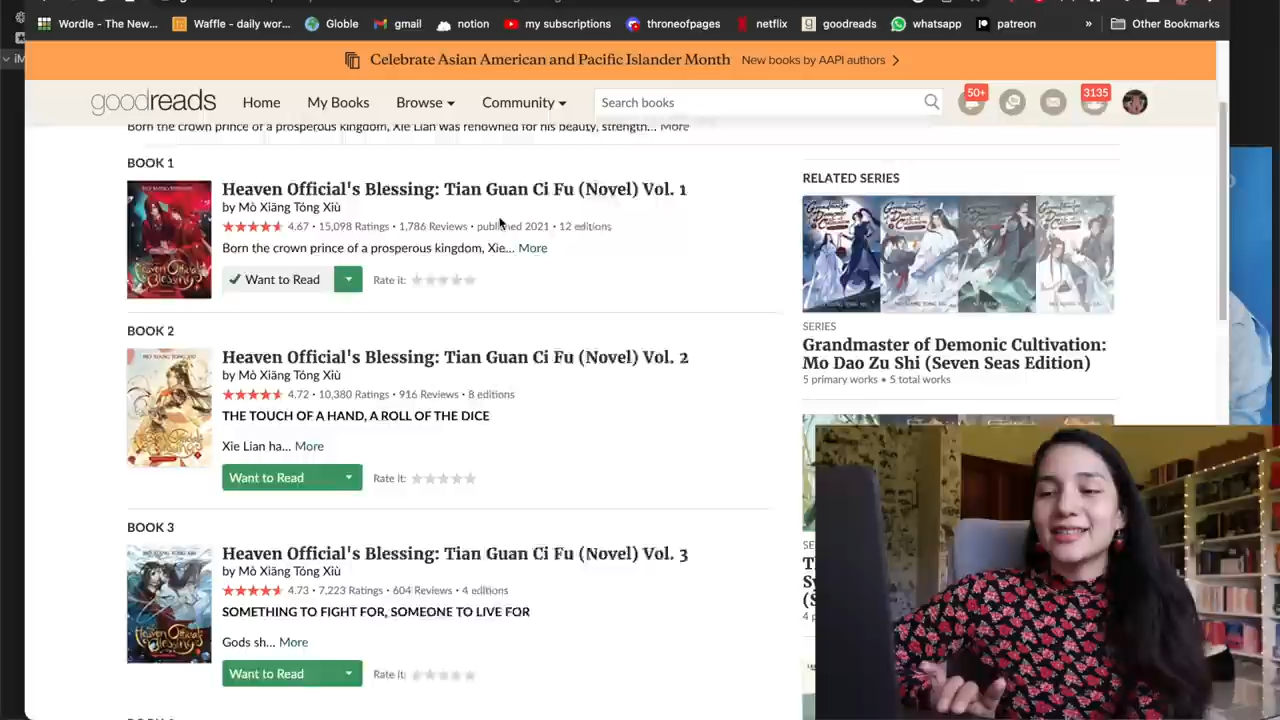 Wordle - The New...
Waffle - daily wor...
Globle
gmail
notion
my subscriptions
throneofpages
netflix
goodreads
whatsapp
patreon
»
Other Bookmarks
Celebrate Asian American and Pacific Islander Month New books by AAPI authors
goodreads
Home
My Books
Browse
Community
Search books
50+
3135
Born the crown prince of a prosperous kingdom, Xie Lian was renowned for his beauty, strength... More
BOOK 1
Heaven Official's Blessing: Tian Guan Ci Fu (Novel) Vol. 1
by Mò Xiāng Tóng Xiù
4.67 • 15,098 Ratings • 1,786 Reviews • published 2021 • 12 editions
Born the crown prince of a prosperous kingdom, Xie... More
Want to Read
Rate it:
BOOK 2
Heaven Official's Blessing: Tian Guan Ci Fu (Novel) Vol. 2
by Mò Xiāng Tóng Xiù
4.72 • 10,380 Ratings • 916 Reviews • 8 editions
THE TOUCH OF A HAND, A ROLL OF THE DICE
Xie Lian ha... More
Want to Read
Rate it:
BOOK 3
Heaven Official's Blessing: Tian Guan Ci Fu (Novel) Vol. 3
by Mò Xiāng Tóng Xiù
4.73 • 7,223 Ratings • 604 Reviews • 4 editions
SOMETHING TO FIGHT FOR, SOMEONE TO LIVE FOR
Gods sh... More
Want to Read
Rate it:
RELATED SERIES
SERIES
Grandmaster of Demonic Cultivation:
Mo Dao Zu Shi (Seven Seas Edition)
5 primary works • 5 total works